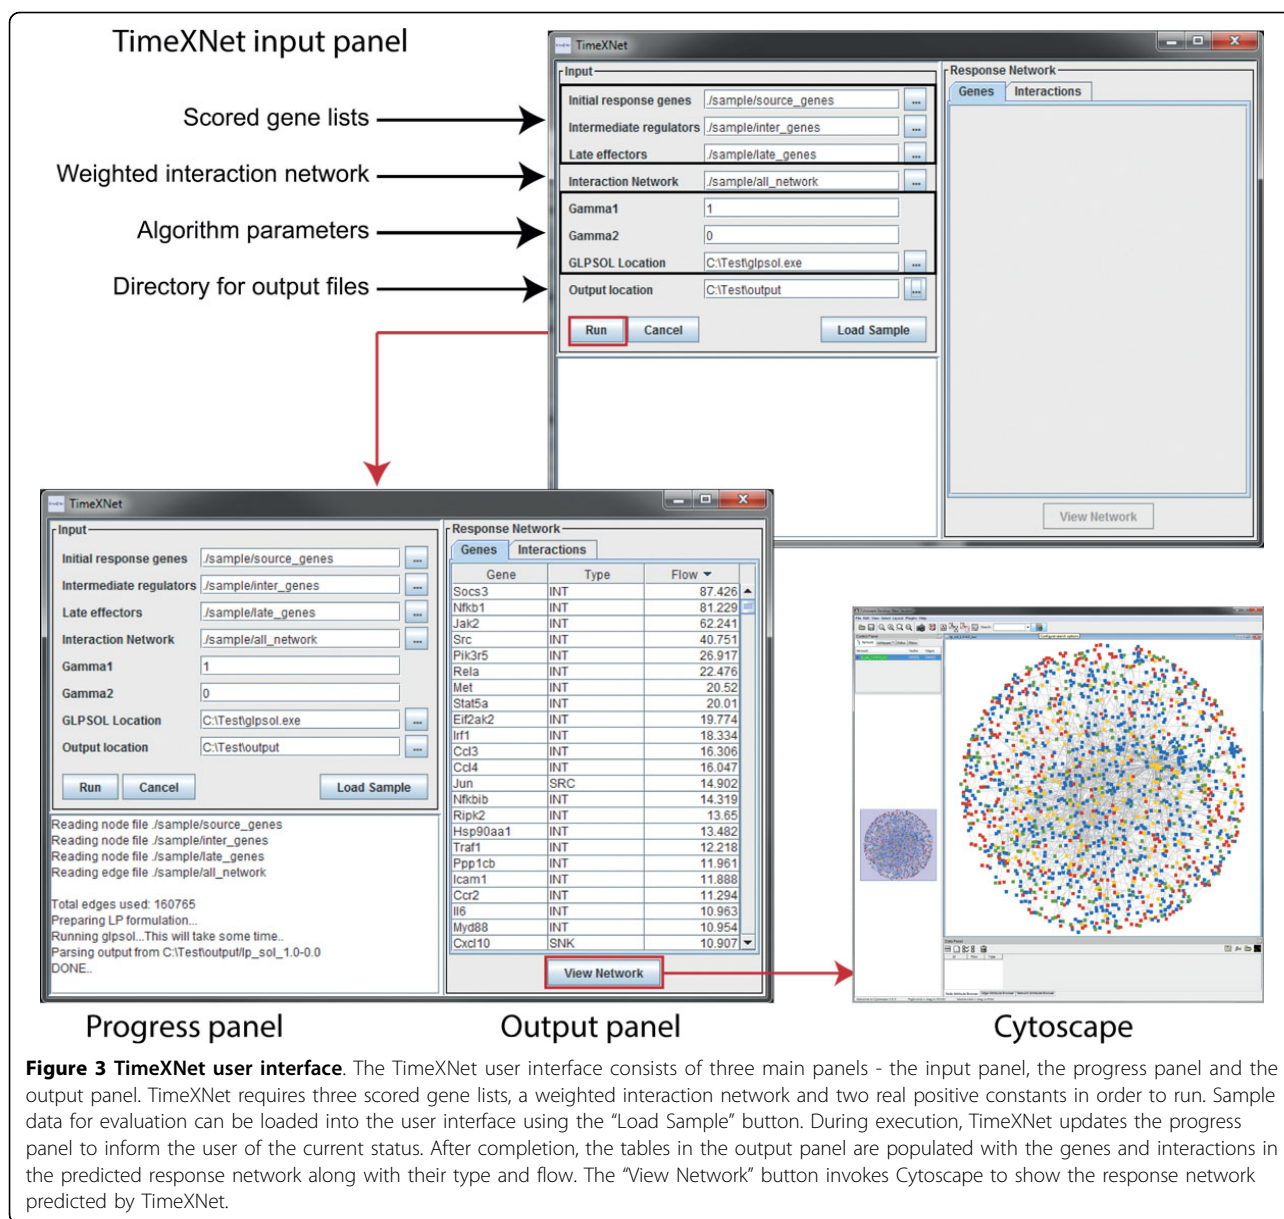 TimeXNet input panel
Scored gene lists
Weighted interaction network
Algorithm parameters
Directory for output files
TimeXNet
Input
Initial response genes ./sample/source_genes ...
Intermediate regulators ./sample/inter_genes ...
Late effectors ./sample/late_genes ...
Interaction Network ./sample/all_network ...
Gamma1 1
Gamma2 0
GLPSOL Location C:\Test\glpsol.exe ...
Output location C:\Test\output ...
Run Cancel Load Sample
Response Network
Genes Interactions
View Network
TimeXNet
Input
Initial response genes ./sample/source_genes ...
Intermediate regulators ./sample/inter_genes ...
Late effectors ./sample/late_genes ...
Interaction Network ./sample/all_network ...
Gamma1 1
Gamma2 0
GLPSOL Location C:\Test\glpsol.exe ...
Output location C:\Test\output ...
Run Cancel Load Sample
Reading node file ./sample/source_genes
Reading node file ./sample/inter_genes
Reading node file ./sample/late_genes
Reading edge file ./sample/all_network
Total edges used: 160765
Preparing LP formulation...
Running glpsol...This will take some time..
Parsing output from C:\Test\output/lp_sol_1.0-0.0
DONE..
Response Network
Genes Interactions
Gene Type Flow
Socs3 INT 87.426
Nfkb1 INT 81.229
Jak2 INT 62.241
Src INT 40.751
Pik3r5 INT 26.917
Rela INT 22.476
Met INT 20.52
Stat5a INT 20.01
Eif2ak2 INT 19.774
Irf1 INT 18.334
Ccl3 INT 16.306
Ccl4 INT 16.047
Jun SRC 14.902
Nfkbib INT 14.319
Ripk2 INT 13.65
Hsp90aa1 INT 13.482
Traf1 INT 12.218
Ppp1cb INT 11.961
Icam1 INT 11.888
Ccr2 INT 11.294
Il6 INT 10.963
Myd88 INT 10.954
Cxcl10 SNK 10.907
View Network
Progress panel
Output panel
Cytoscape
Figure 3 TimeXNet user interface. The TimeXNet user interface consists of three main panels - the input panel, the progress panel and the
output panel. TimeXNet requires three scored gene lists, a weighted interaction network and two real positive constants in order to run. Sample
data for evaluation can be loaded into the user interface using the “Load Sample” button. During execution, TimeXNet updates the progress
panel to inform the user of the current status. After completion, the tables in the output panel are populated with the genes and interactions in
the predicted response network along with their type and flow. The “View Network” button invokes Cytoscape to show the response network
predicted by TimeXNet.